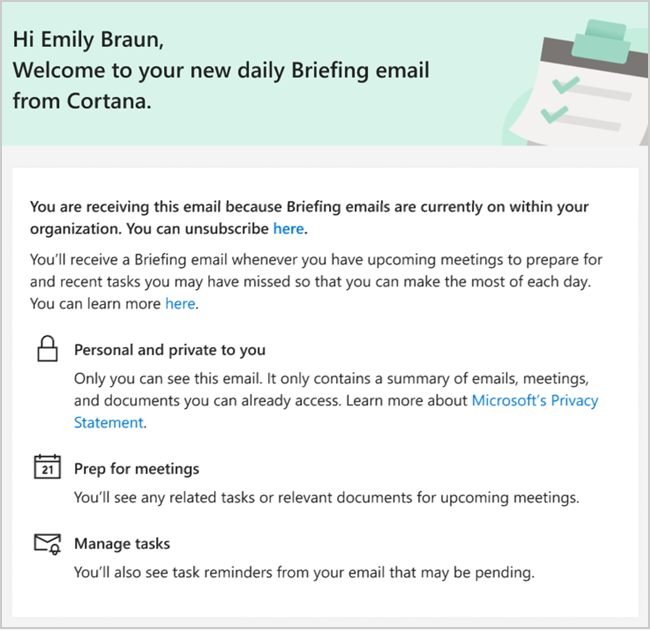 Hi Emily Braun,
Welcome to your new daily Briefing email
from Cortana.
You are receiving this email because Briefing emails are currently on within your
organization. You can unsubscribe here.
You’ll receive a Briefing email whenever you have upcoming meetings to prepare for
and recent tasks you may have missed so that you can make the most of each day.
You can learn more here.
Personal and private to you
Only you can see this email. It only contains a summary of emails, meetings,
and documents you can already access. Learn more about Microsoft’s Privacy
Statement.
21
Prep for meetings
You’ll see any related tasks or relevant documents for upcoming meetings.
Manage tasks
You’ll also see task reminders from your email that may be pending.